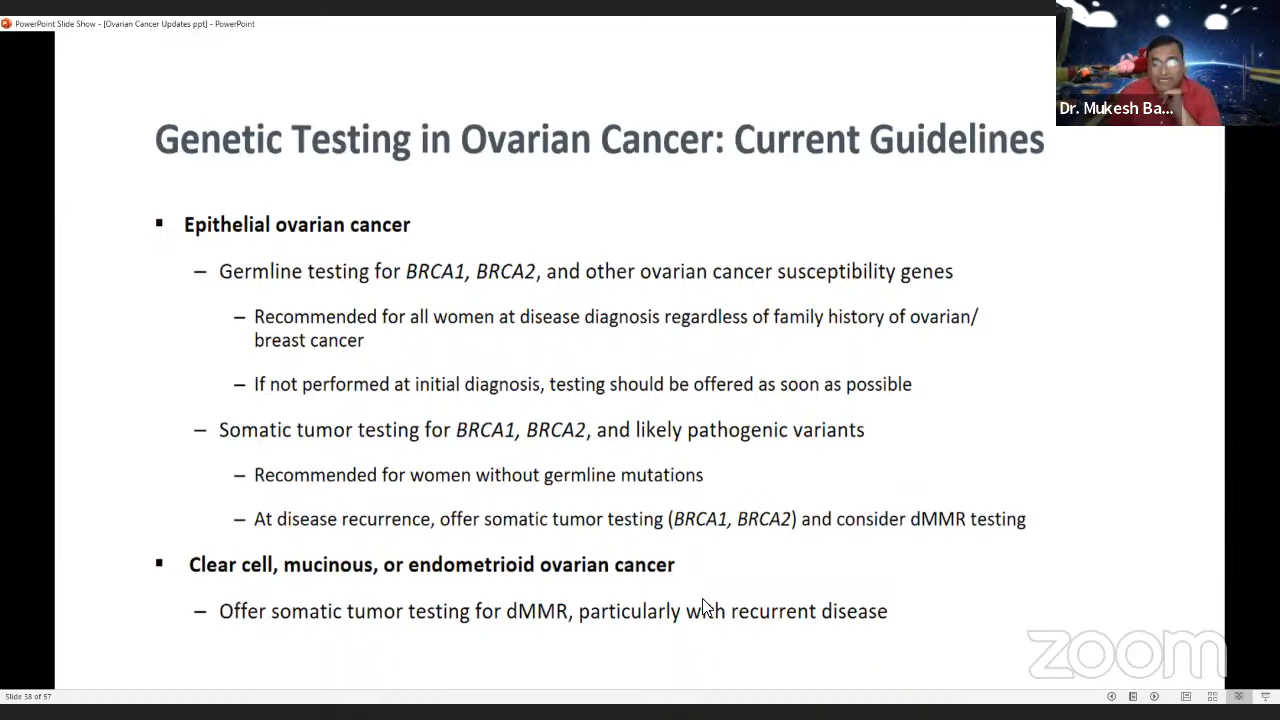 PowerPoint Slide Show - [Ovarian Cancer Updates ppt] - PowerPoint
Dr. Mukesh Ba...
Genetic Testing in Ovarian Cancer: Current Guidelines
▪ Epithelial ovarian cancer
– Germline testing for BRCA1, BRCA2, and other ovarian cancer susceptibility genes
– Recommended for all women at disease diagnosis regardless of family history of ovarian/
breast cancer
– If not performed at initial diagnosis, testing should be offered as soon as possible
– Somatic tumor testing for BRCA1, BRCA2, and likely pathogenic variants
– Recommended for women without germline mutations
– At disease recurrence, offer somatic tumor testing (BRCA1, BRCA2) and consider dMMR testing
▪ Clear cell, mucinous, or endometrioid ovarian cancer
– Offer somatic tumor testing for dMMR, particularly with recurrent disease
zoom
Slide 38 of 57